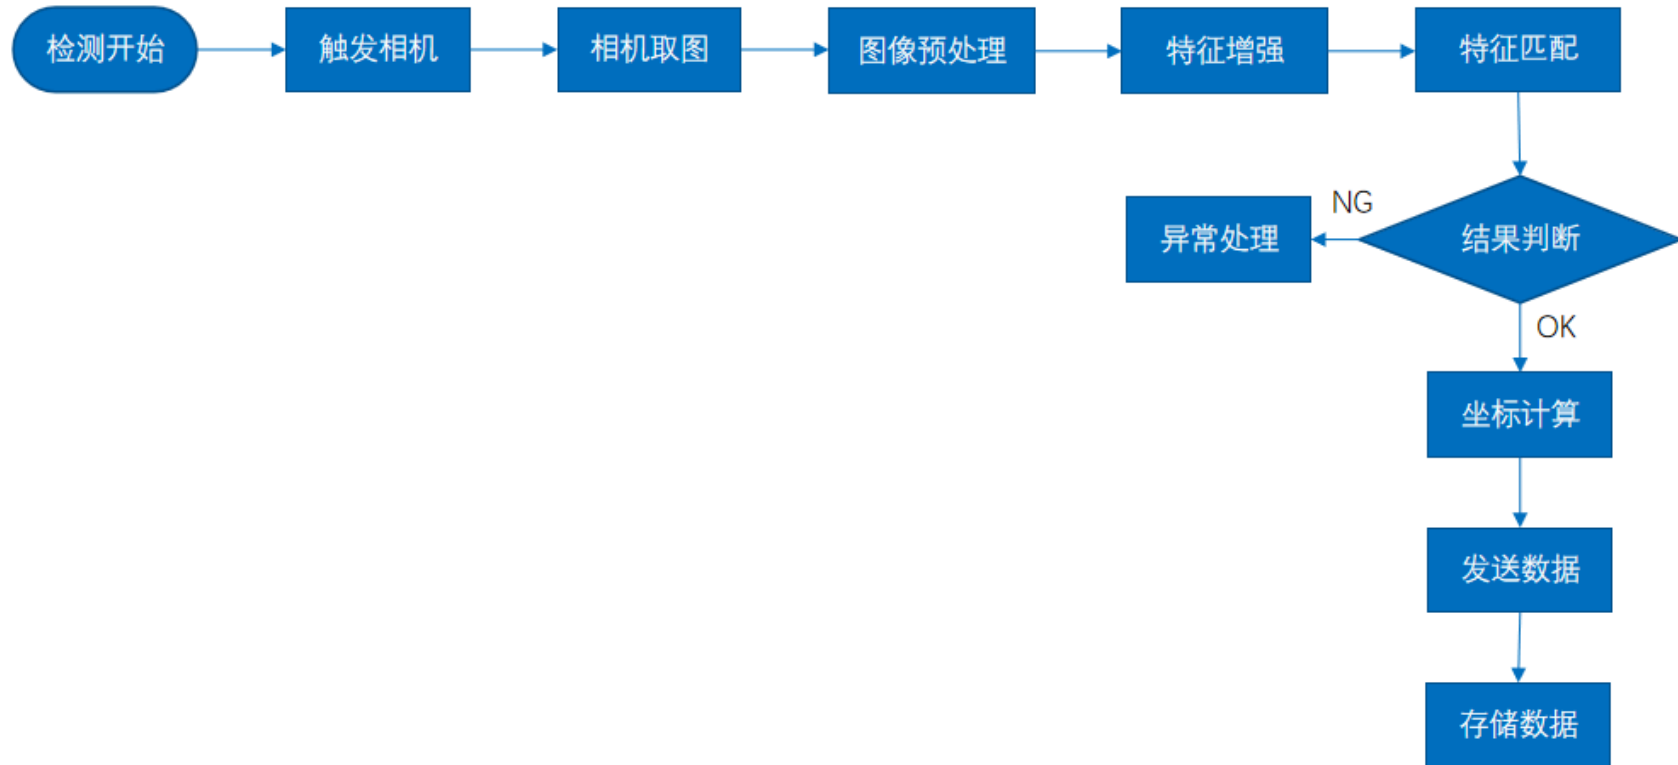 检测开始
触发相机
相机取图
图像预处理
特征增强
特征匹配
NG
异常处理
结果判断
OK
坐标计算
发送数据
存储数据